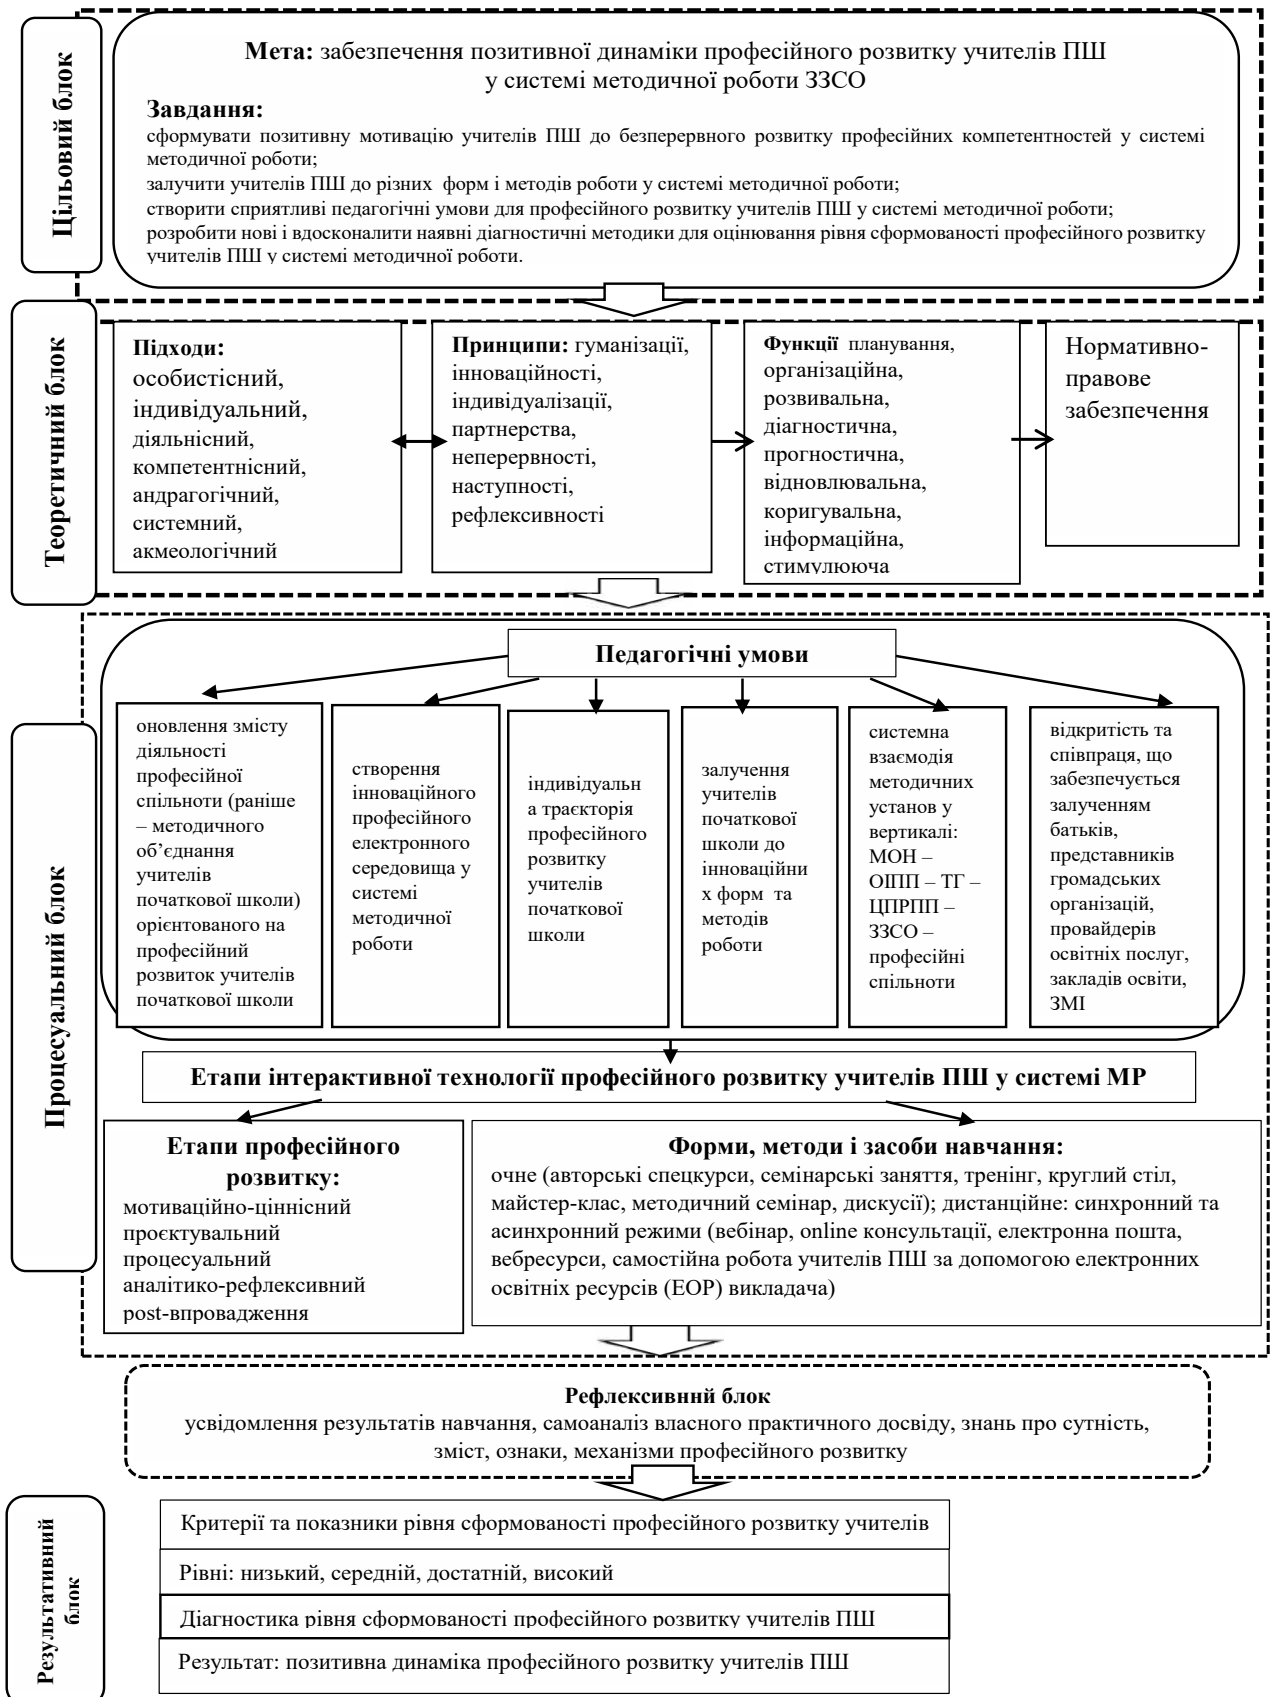 Цільовий блок
Мета: забезпечення позитивної динаміки професійного розвитку учителів ПШ
у системі методичної роботи ЗЗСО
Завдання:
сформувати позитивну мотивацію учителів ПШ до безперервного розвитку професійних компетентностей у системі
методичної роботи;
залучити учителів ПШ до різних форм і методів роботи у системі методичної роботи;
створити сприятливі педагогічні умови для професійного розвитку учителів ПШ у системі методичної роботи;
розробити нові і вдосконалити наявні діагностичні методики для оцінювання рівня сформованості професійного розвитку
учителів ПШ у системі методичної роботи.
Теоретичний блок
Підходи:
особистісний,
індивідуальний,
діяльнісний,
компетентнісний,
андрагогічний,
системний,
акмеологічний
Принципи: гуманізації,
інноваційності,
індивідуалізації,
партнерства,
неперервності,
наступності,
рефлексивності
Функції планування,
організаційна,
розвивальна,
діагностична,
прогностична,
відновлювальна,
коригувальна,
інформаційна,
стимулююча
Нормативно-
правове
забезпечення
Процесуальний блок
Педагогічні умови
оновлення змісту
діяльності
професійної
спільноти (раніше
– методичного
об’єднання
учителів
початкової школи)
орієнтованого на
професійний
розвиток учителів
початкової школи
створення
інноваційного
професійного
електронного
середовища у
системі
методичної
роботи
індивідуальн
а траєкторія
професійного
розвитку
учителів
початкової
школи
залучення
учителів
початкової
школи до
інноваційни
х форм та
методів
роботи
системна
взаємодія
методичних
установ у
вертикалі:
МОН –
ОІПП – ТГ –
ЦПРПП –
ЗЗСО –
професійні
спільноти
відкритість та
співпраця, що
забезпечується
залученням
батьків,
представників
громадських
організацій,
провайдерів
освітніх послуг,
закладів освіти,
ЗМІ
Етапи інтерактивної технології професійного розвитку учителів ПШ у системі МР
Етапи професійного
розвитку:
мотиваційно-ціннісний
проєктувальний
процесуальний
аналітико-рефлексивний
post-впровадження
Форми, методи і засоби навчання:
очне (авторські спецкурси, семінарські заняття, тренінг, круглий стіл,
майстер-клас, методичний семінар, дискусії); дистанційне: синхронний та
асинхронний режими (вебінар, online консультації, електронна пошта,
вебресурси, самостійна робота учителів ПШ за допомогою електронних
освітніх ресурсів (ЕОР) викладача)
Рефлексивннй блок
усвідомлення результатів навчання, самоаналіз власного практичного досвіду, знань про сутність,
зміст, ознаки, механізми професійного розвитку
Результативний
блок
Критерії та показники рівня сформованості професійного розвитку учителів
Рівні: низький, середній, достатній, високий
Діагностика рівня сформованості професійного розвитку учителів ПШ
Результат: позитивна динаміка професійного розвитку учителів ПШ